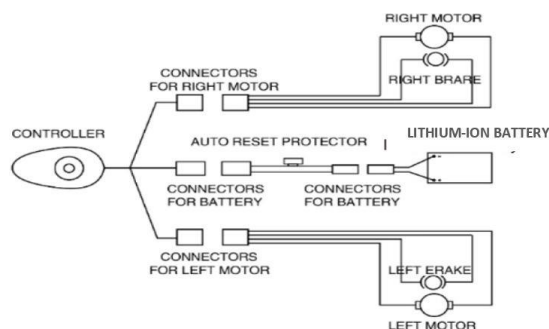 RIGHT MOTOR
CONNECTORS
FOR RIGHT MOTOR
RIGHT BRARE
CONTROLLER
AUTO RESET PROTECTOR
LITHIUM-ION BATTERY
CONNECTORS
FOR BATTERY
CONNECTORS
FOR BATTERY
CONNECTORS
FOR LEFT MOTOR
LEFT ERAKE
LEFT MOTOR